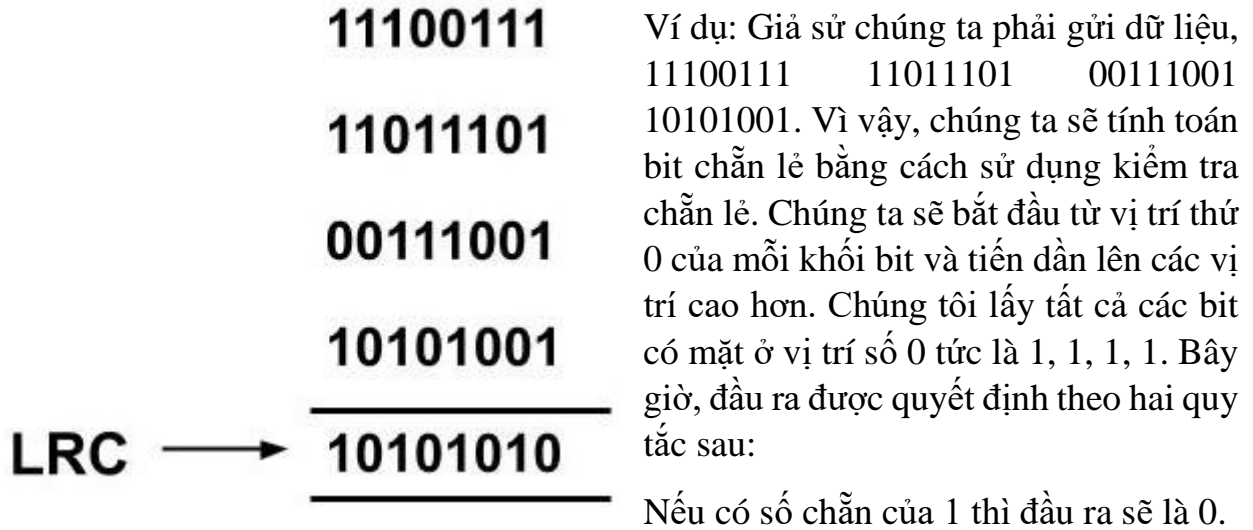 11100111
11011101
00111001
10101001
LRC 10101010
Ví dụ: Giả sử chúng ta phải gửi dữ liệu,
11100111 11011101 00111001
10101001. Vì vậy, chúng ta sẽ tính toán
bit chẵn lẻ bằng cách sử dụng kiểm tra
chẵn lẻ. Chúng ta sẽ bắt đầu từ vị trí thứ
0 của mỗi khối bit và tiến dần lên các vị
trí cao hơn. Chúng tôi lấy tất cả các bit
có mặt ở vị trí số 0 tức là 1, 1, 1, 1. Bây
giờ, đầu ra được quyết định theo hai quy
tắc sau:
Nếu có số chẵn của 1 thì đầu ra sẽ là 0.